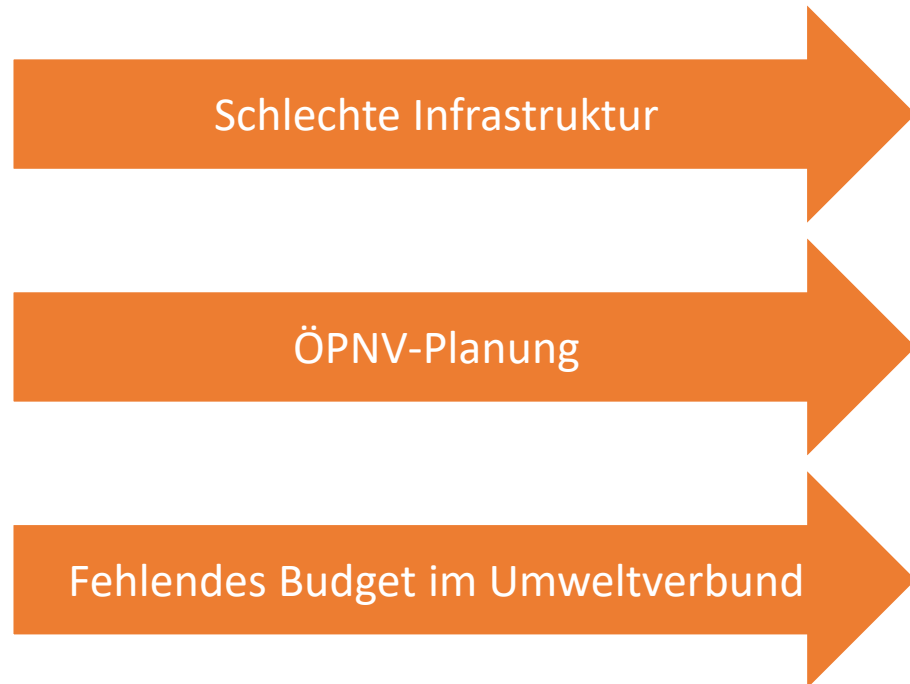 Schlechte Infrastruktur
ÖPNV-Planung
Fehlendes Budget im Umweltverbund